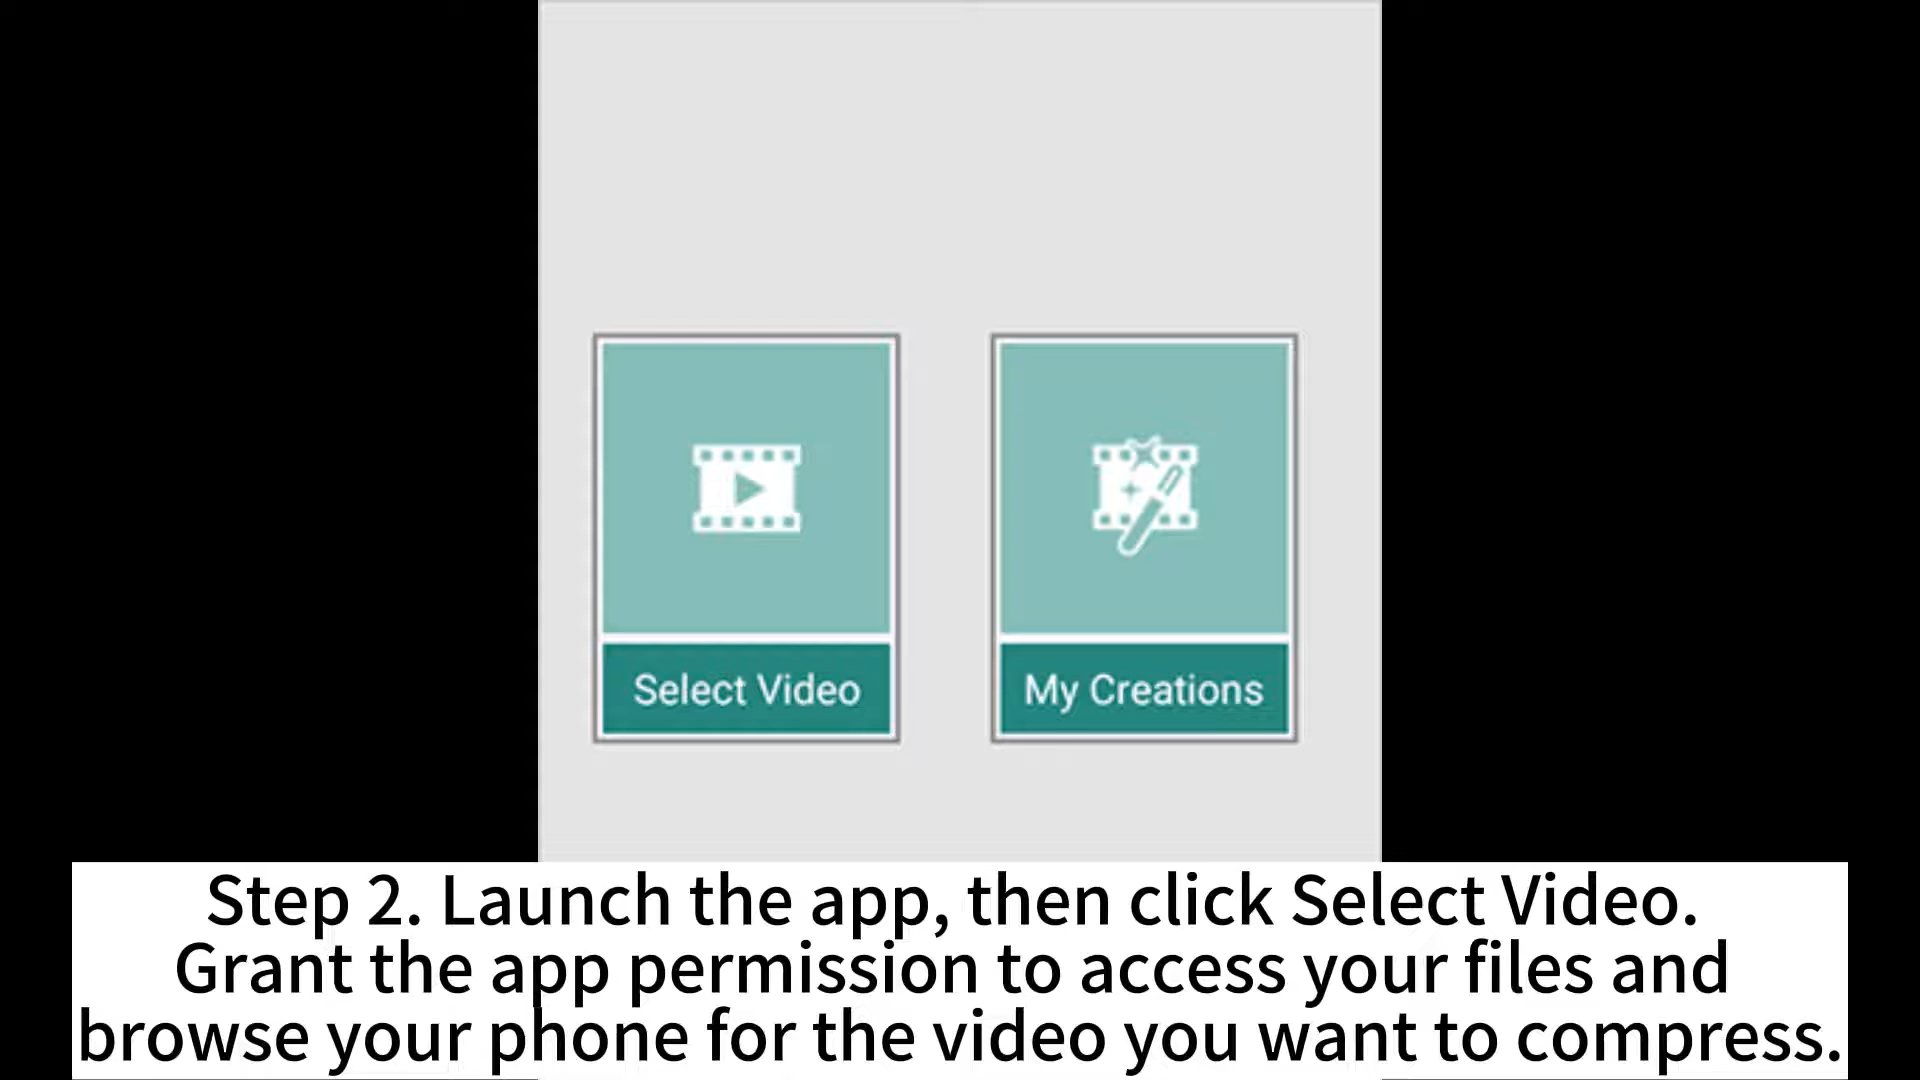 Select Video
My Creations
Step 2. Launch the app, then click Select Video.
Grant the app permission to access your files and
browse your phone for the video you want to compress.